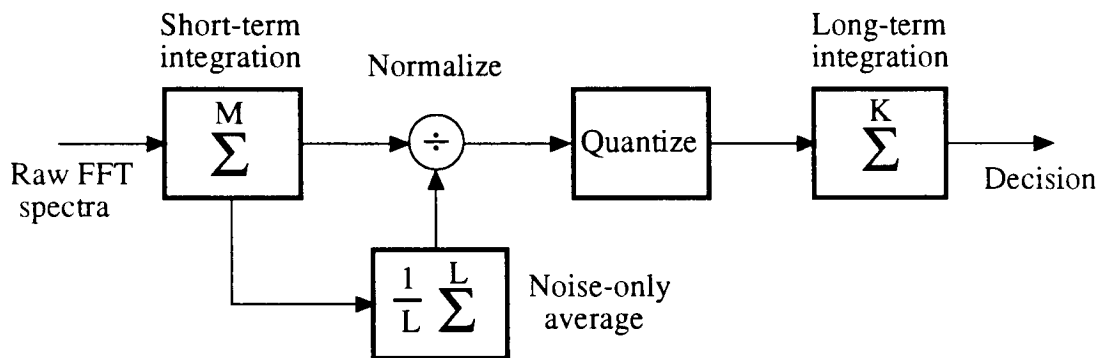 Short-term
integration
Long-term
integration
Normalize
M
Σ
÷
Quantize
K
Σ
Raw FFT
spectra
Decision
1
L
L
Σ
Noise-only
average